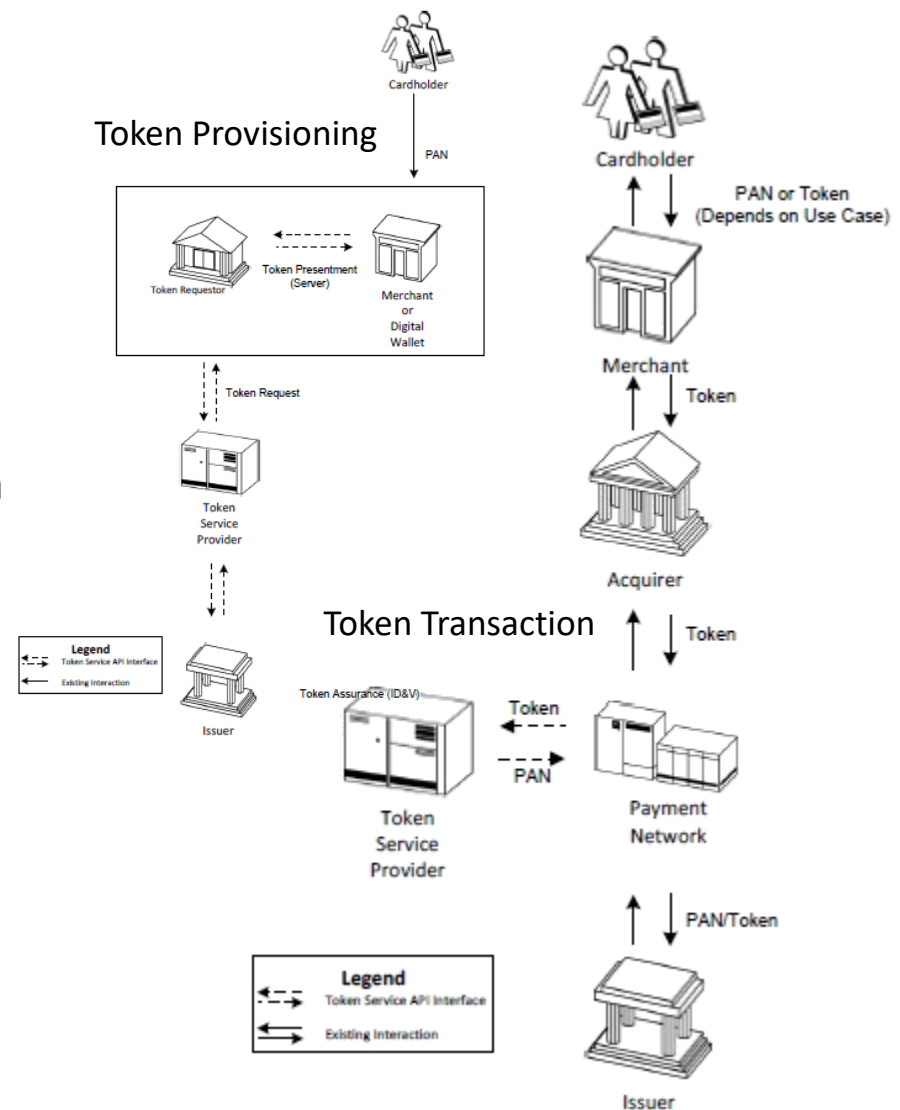 Cardholder
Token Provisioning
PAN
Token Requestor
Token Presentment
(Server)
Merchant
or
Digital
Wallet
Token Request
Token
Service
Provider
Legend
Token Service API Interface
Existing Interaction
Issuer
Cardholder
PAN or Token
(Depends on Use Case)
Merchant
Token
Acquirer
Token Transaction
Token
Token Assurance (ID&V)
Token
PAN
Token
Service
Provider
Payment
Network
PAN/Token
Legend
Token Service API Interface
Existing Interaction
Issuer